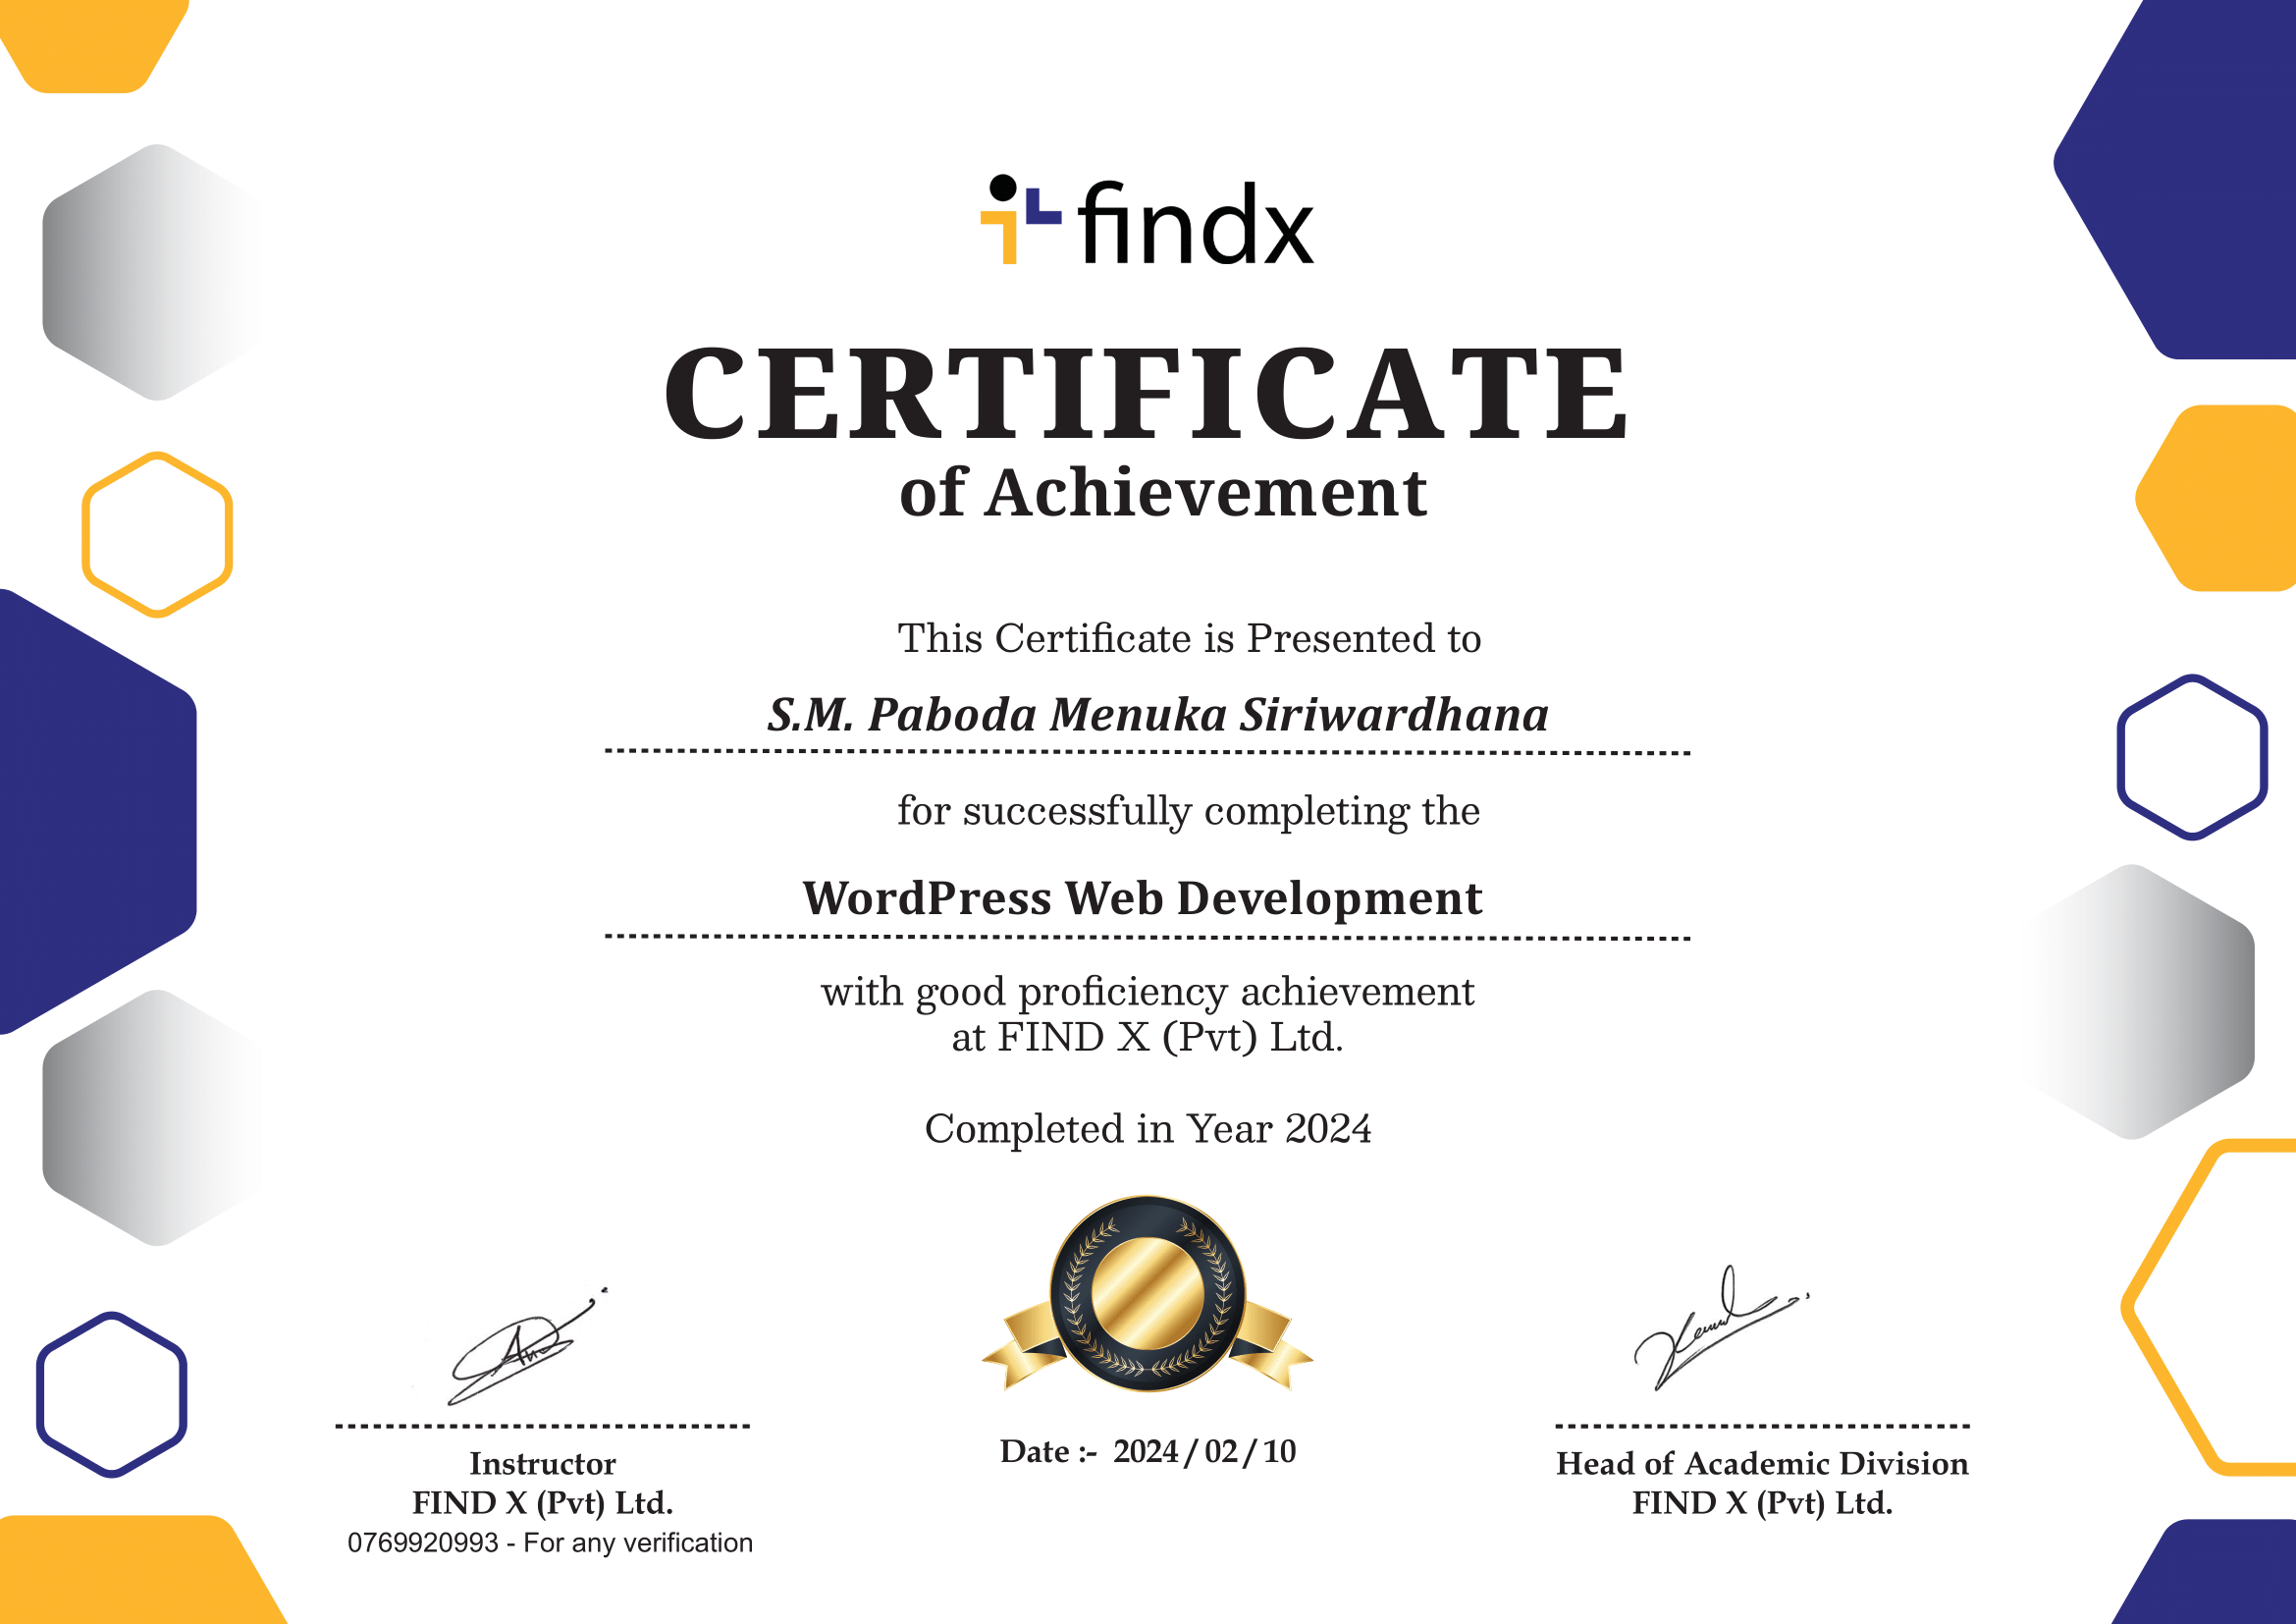 findx
CERTIFICATE
of Achievement
This Certificate is Presented to
S.M. Paboda Menuka Siriwardhana
for successfully completing the
WordPress Web Development
with good proficiency achievement
at FIND X (Pvt) Ltd.
Completed in Year 2024
Date :- 2024 / 02 / 10
Instructor
FIND X (Pvt) Ltd.
0769920993 - For any verification
Head of Academic Division
FIND X (Pvt) Ltd.